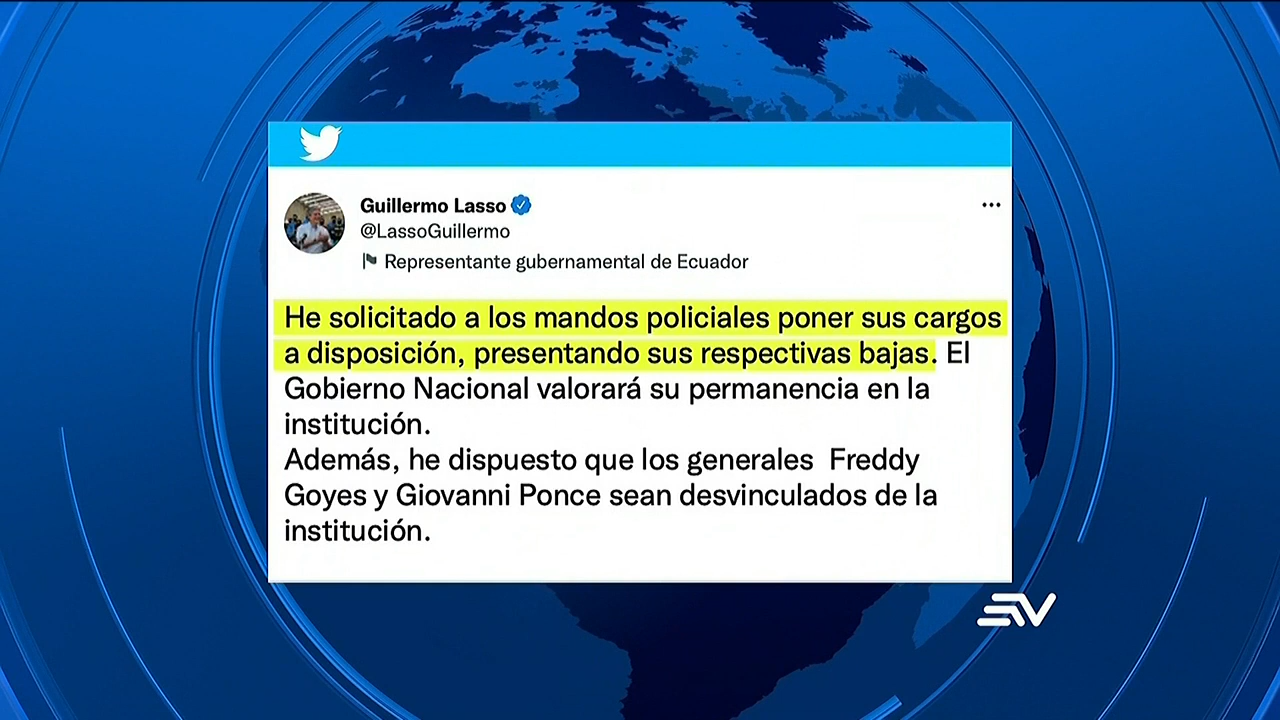 Guillermo Lasso
@LassoGuillermo
Representante gubernamental de Ecuador
He solicitado a los mandos policiales poner sus cargos
a disposición, presentando sus respectivas bajas. El
Gobierno Nacional valorará su permanencia en la
institución.
Además, he dispuesto que los generales  Freddy
Goyes y Giovanni Ponce sean desvinculados de la
institución.
EV